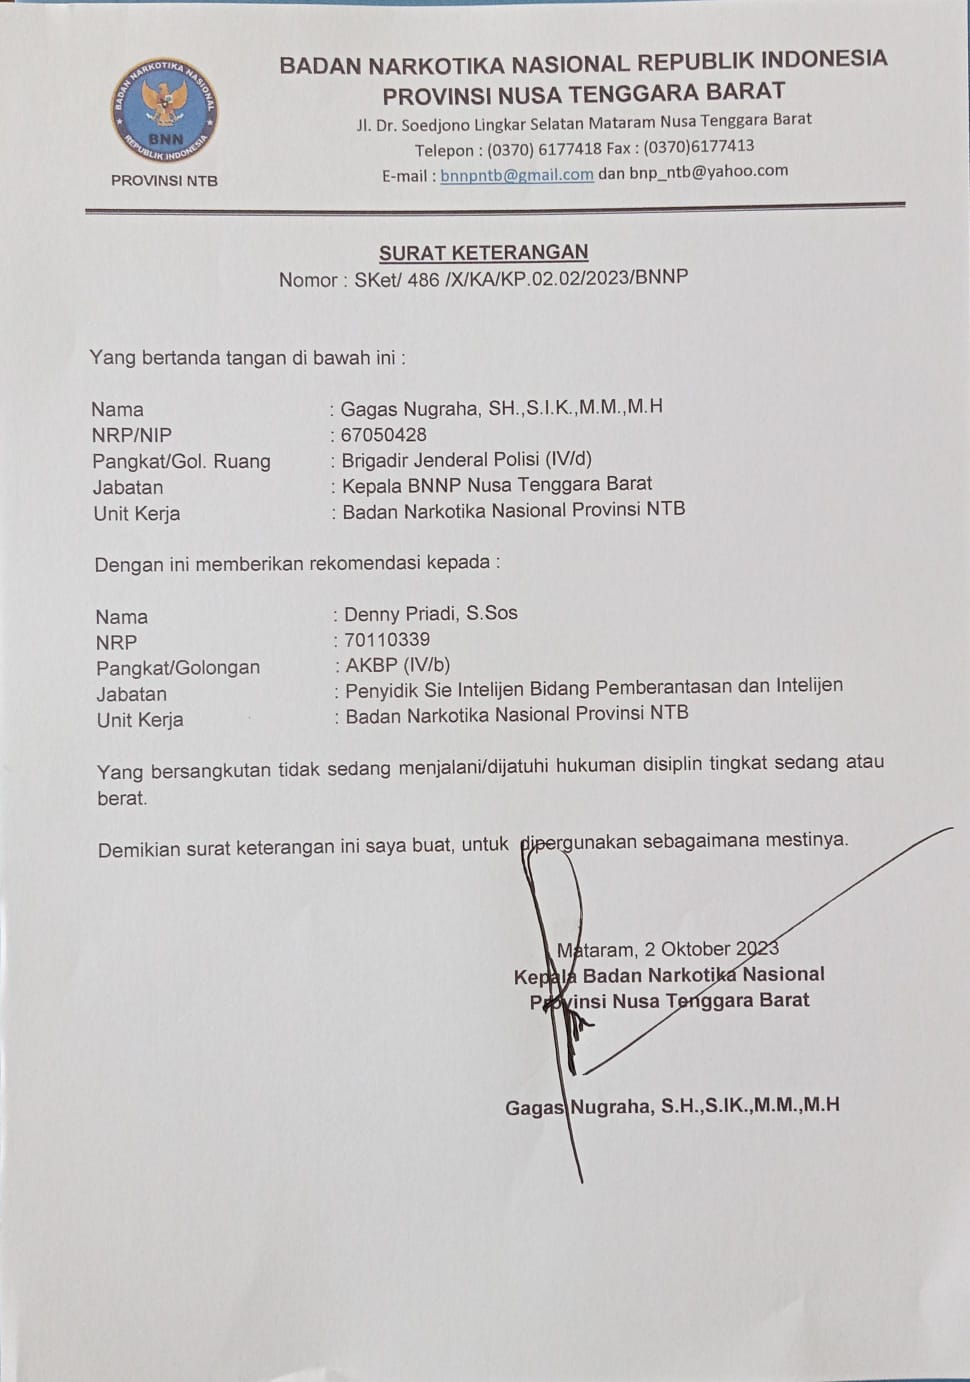 BADAN NARKOTIKA NASIONAL
BNN
REPUBLIK INDONESIA
PROVINSI NTB
BADAN NARKOTIKA NASIONAL REPUBLIK INDONESIA
PROVINSI NUSA TENGGARA BARAT
Jl. Dr. Soedjono Lingkar Selatan Mataram Nusa Tenggara Barat
Telepon : (0370) 6177418 Fax : (0370)6177413
E-mail : bnnpntb@gmail.com dan bnp_ntb@yahoo.com
SURAT KETERANGAN
Nomor : SKet/ 486 /X/KA/KP.02.02/2023/BNNP
Yang bertanda tangan di bawah ini :
Nama : Gagas Nugraha, SH.,S.I.K.,M.M.,M.H
NRP/NIP : 67050428
Pangkat/Gol. Ruang : Brigadir Jenderal Polisi (IV/d)
Jabatan : Kepala BNNP Nusa Tenggara Barat
Unit Kerja : Badan Narkotika Nasional Provinsi NTB
Dengan ini memberikan rekomendasi kepada :
Nama : Denny Priadi, S.Sos
NRP : 70110339
Pangkat/Golongan : AKBP (IV/b)
Jabatan : Penyidik Sie Intelijen Bidang Pemberantasan dan Intelijen
Unit Kerja : Badan Narkotika Nasional Provinsi NTB
Yang bersangkutan tidak sedang menjalani/dijatuhi hukuman disiplin tingkat sedang atau
berat.
Demikian surat keterangan ini saya buat, untuk dipergunakan sebagaimana mestinya.
Mataram, 2 Oktober 2023
Kepala Badan Narkotika Nasional
Provinsi Nusa Tenggara Barat
Gagas Nugraha, S.H.,S.IK.,M.M.,M.H